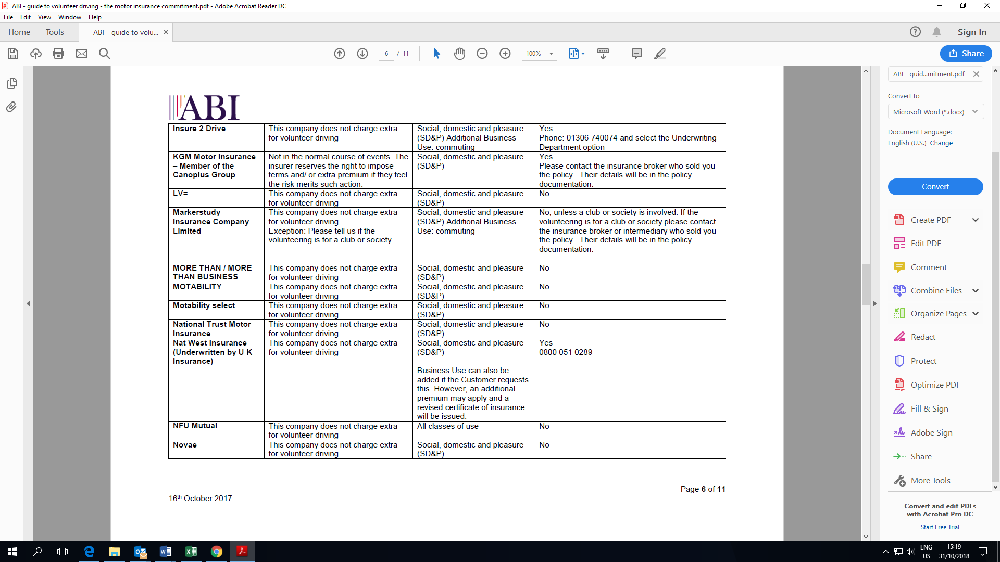 ABI - guide to volunteer driving - the motor insurance commitment.pdf - Adobe Acrobat Reader DC
File Edit View Window Help
Home Tools ABI - guide to volu... Sign In
6 / 11 100% Share
ABI - guid...mitment.pdf
Convert to
Microsoft Word (*.docx)
Document Language:
English (U.S.) Change
Convert
Create PDF
Edit PDF
Comment
Combine Files
Organize Pages
Redact
Protect
Optimize PDF
Fill & Sign
Adobe Sign
Share
More Tools
Convert and edit PDFs
with Acrobat Pro DC
Start Free Trial
ABI
Insure 2 Drive
This company does not charge extra
for volunteer driving
Social, domestic and pleasure
(SD&P) Additional Business
Use: commuting
Yes
Phone: 01306 740074 and select the Underwriting
Department option
KGM Motor Insurance
– Member of the
Canopius Group
Not in the normal course of events. The
insurer reserves the right to impose
terms and/ or extra premium if they feel
the risk merits such action.
Social, domestic and pleasure
(SD&P)
Yes
Please contact the insurance broker who sold you
the policy. Their details will be in the policy
documentation.
LV=
This company does not charge extra
for volunteer driving
Social, domestic and pleasure
(SD&P)
No
Markerstudy
Insurance Company
Limited
This company does not charge extra
for volunteer driving
Exception: Please tell us if the
volunteering is for a club or society.
Social, domestic and pleasure
(SD&P) Additional Business
Use: commuting
No, unless a club or society is involved. If the
volunteering is for a club or society please contact
the insurance broker or intermediary who sold you
the policy. Their details will be in the policy
documentation.
MORE THAN / MORE
THAN BUSINESS
This company does not charge extra
for volunteer driving
Social, domestic and pleasure
(SD&P)
No
MOTABILITY
This company does not charge extra
for volunteer driving
Social, domestic and pleasure
(SD&P)
No
Motability select
This company does not charge extra
for volunteer driving
Social, domestic and pleasure
(SD&P)
No
National Trust Motor
Insurance
This company does not charge extra
for volunteer driving
Social, domestic and pleasure
(SD&P)
No
Nat West Insurance
(Underwritten by U K
Insurance)
This company does not charge extra
for volunteer driving
Social, domestic and pleasure
(SD&P)
Business Use can also be
added if the Customer requests
this. However, an additional
premium may apply and a
revised certificate of insurance
will be issued.
Yes
0800 051 0289
NFU Mutual
This company does not charge extra
for volunteer driving
All classes of use
No
Novae
This company does not charge extra
for volunteer driving.
Social, domestic and pleasure
(SD&P)
No
Page 6 of 11
16th October 2017
ENG
US
15:19
31/10/2018